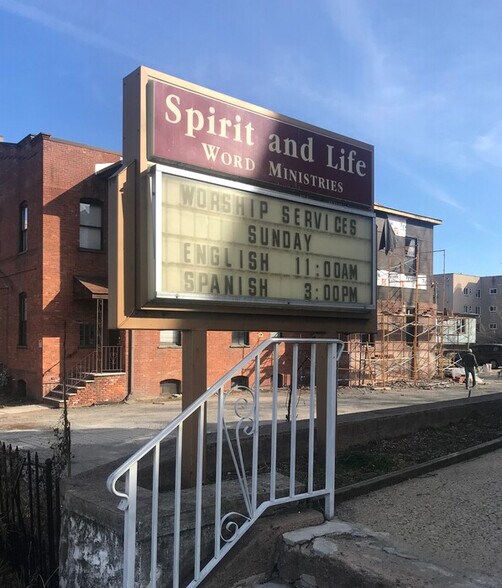 Spirit and Life
WORD MINISTRIES
WORSHIP SERVICES
SUNDAY
ENGLISH 11:00AM
SPANISH 3:00PM